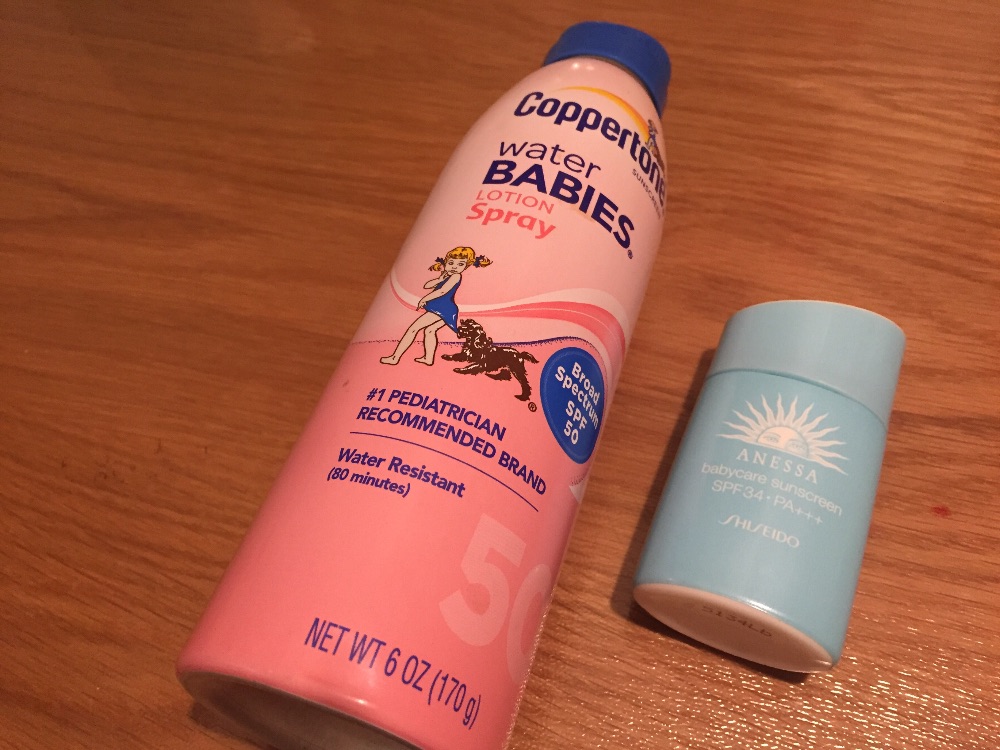 Coppertone
SUNSCREEN
water
BABIES®
LOTION
Spray
®
Broad
Spectrum
SPF
50
#1 PEDIATRICIAN
RECOMMENDED BRAND
Water Resistant
(80 minutes)
50
NET WT 6 OZ (170 g)
ANESSA
babycare sunscreen
SPF34・PA+++
SHISEIDO